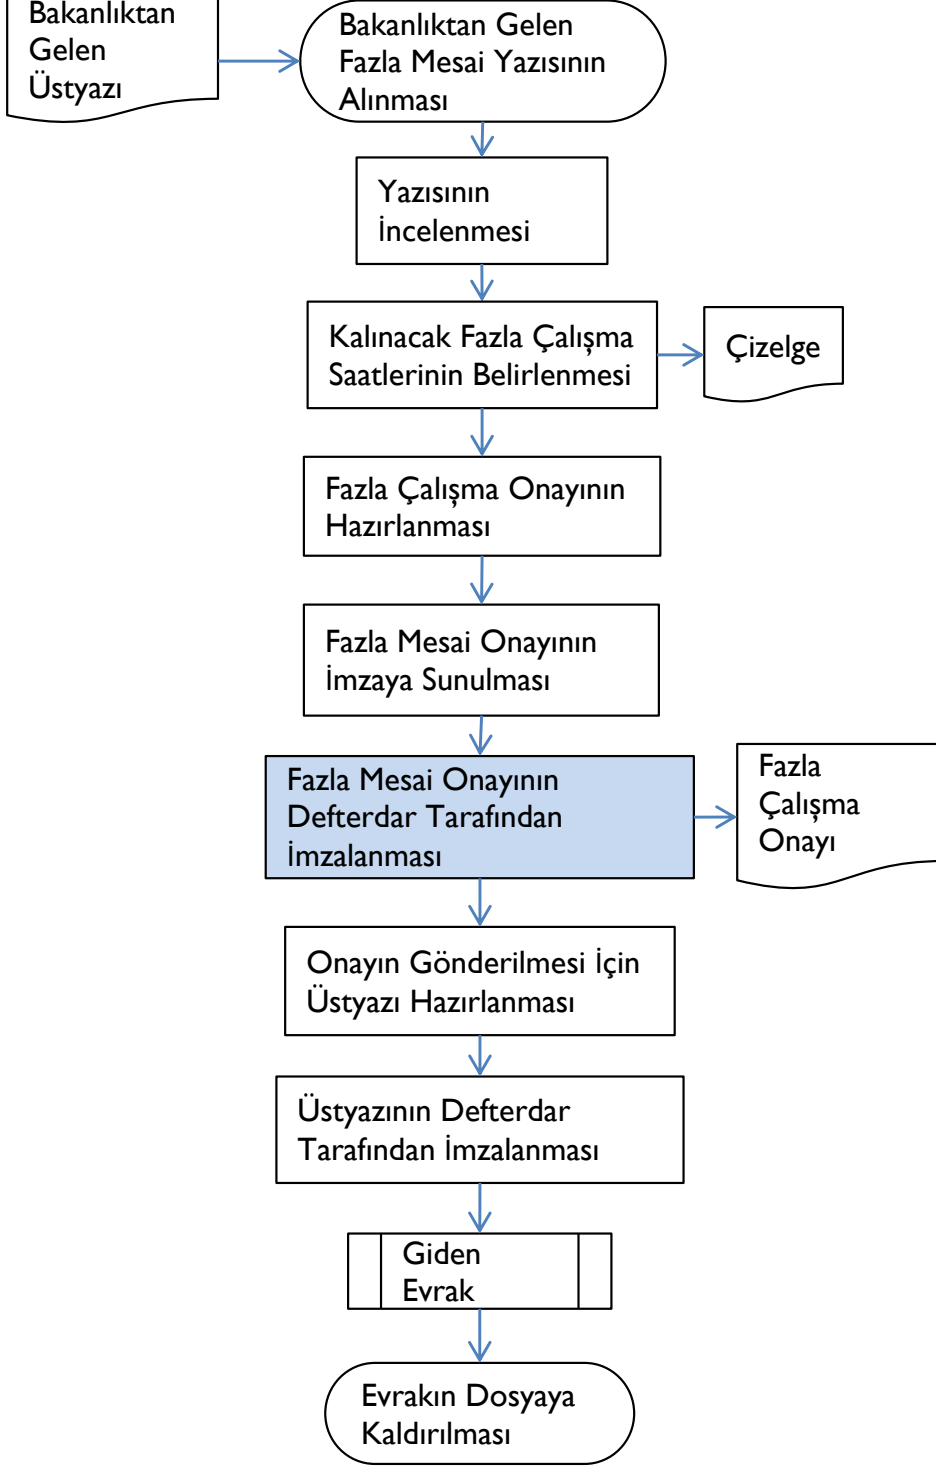 Bakanlıktan
Gelen
Üstyazı
Bakanlıktan Gelen
Fazla Mesai Yazısının
Alınması
Yazısının
İncelenmesi
Kalınacak Fazla Çalışma
Saatlerinin Belirlenmesi
Çizelge
Fazla Çalışma Onayının
Hazırlanması
Fazla Mesai Onayının
İmzaya Sunulması
Fazla Mesai Onayının
Defterdar Tarafından
İmzalanması
Fazla
Çalışma
Onayı
Onayın Gönderilmesi İçin
Üstyazı Hazırlanması
Üstyazının Defterdar
Tarafından İmzalanması
Giden
Evrak
Evrakın Dosyaya
Kaldırılması